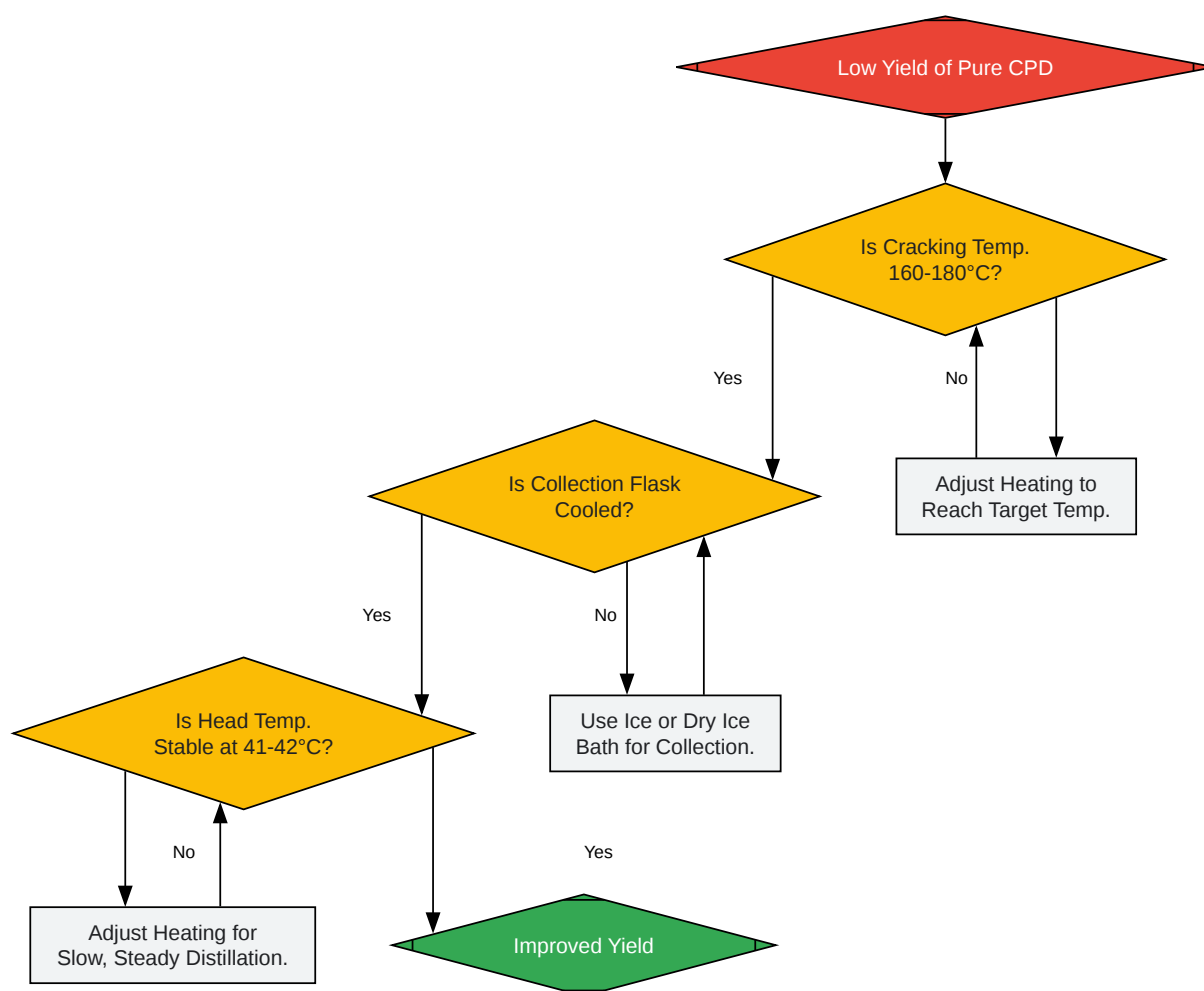 Low Yield of Pure CPD
Is Cracking Temp.
160-180°C?
Yes
No
Adjust Heating to
Reach Target Temp.
Is Collection Flask
Cooled?
Yes
No
Use Ice or Dry Ice
Bath for Collection.
Is Head Temp.
Stable at 41-42°C?
No
Yes
Adjust Heating for
Slow, Steady Distillation.
Improved Yield